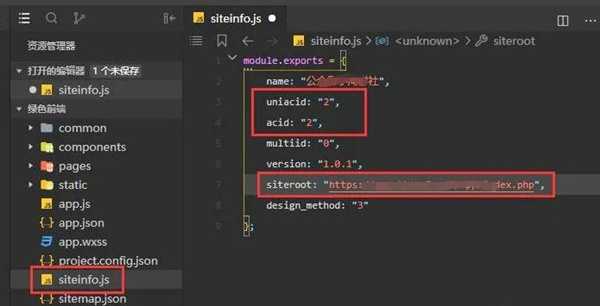 siteinfo.js
资源管理器
打开的编辑器 1 个未保存
siteinfo.js
绿色前端
common
components
pages
static
app.js
app.json
app.wxss
project.config.json
siteinfo.js
sitemap.json
siteinfo.js
siteinfo.js > <unknown> > siteroot
1 module.exports = {
2 name: "公众 社",
3 uniacid: "2",
4 acid: "2",
5 multiid: "0",
6 version: "1.0.1",
7 siteroot: "https: dex.php",
8 design_method: "3"
9 };